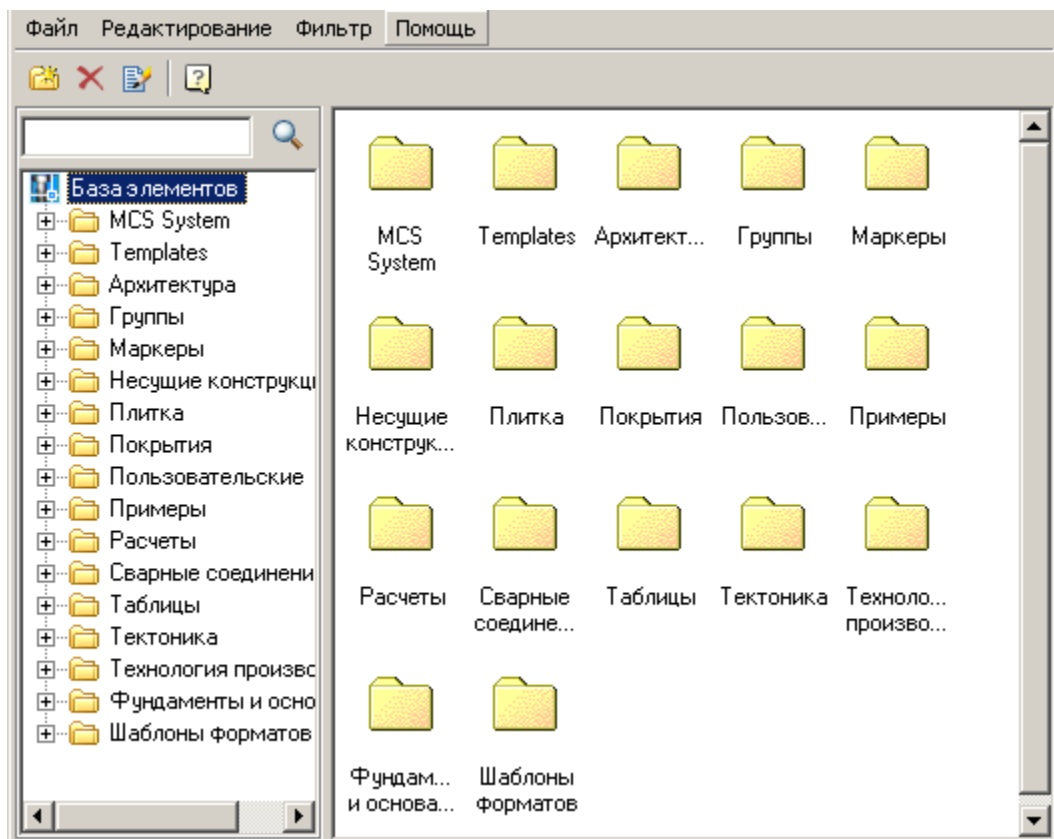 Файл Редактирование Фильтр Помощь
База элементов
MCS System
Templates
Архитектура
Группы
Маркеры
Несущие конструкци
Плитка
Покрытия
Пользовательские
Примеры
Расчеты
Сварные соединени
Таблицы
Тектоника
Технология произво
Фундаменты и осно
Шаблоны форматов
MCS Templates Архитект... Группы Маркеры
System
Несущие Плитка Покрытия Пользов... Примеры
конструк...
Расчеты Сварные Таблицы Тектоника Техноло...
соедине... произво...
Фундам... Шаблоны
и основа... форматов